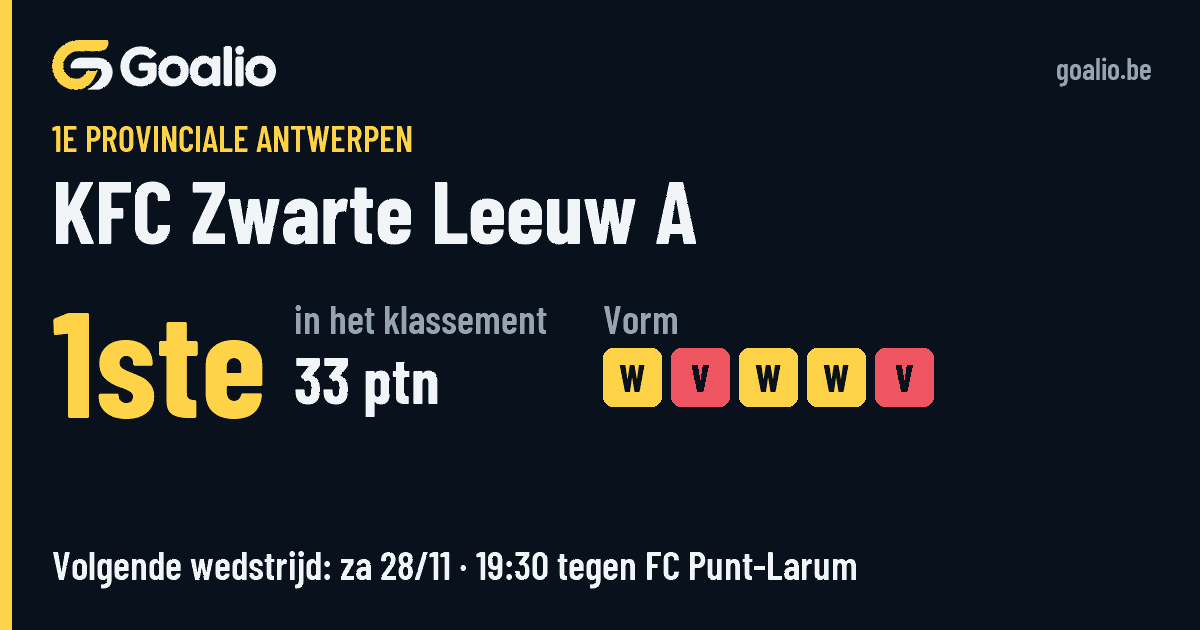 Goalio
goalio.be
1E PROVINCIALE ANTWERPEN
KFC Zwarte Leeuw A
1ste
in het klassement
33 ptn
Vorm
W V W W V
Volgende wedstrijd: za 28/11 · 19:30 tegen FC Punt-Larum